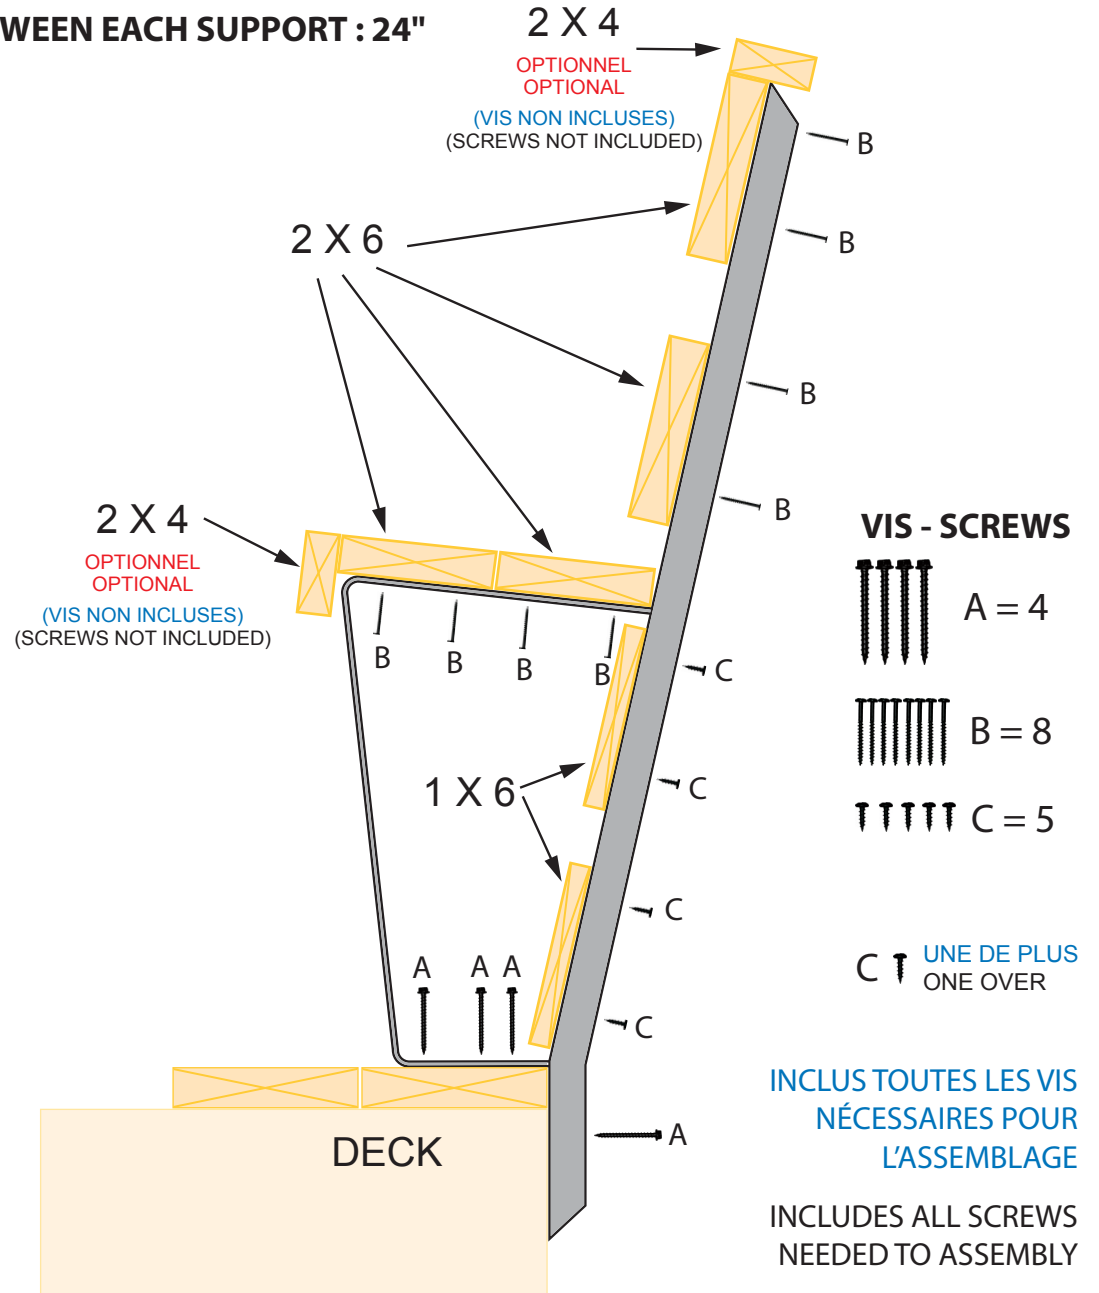 WEEN EACH SUPPORT : 24"
2 X 4
OPTIONNEL
OPTIONAL
(VIS NON INCLUSES)
(SCREWS NOT INCLUDED)
B
B
2 X 6
B
B
2 X 4
OPTIONNEL
OPTIONAL
(VIS NON INCLUSES)
(SCREWS NOT INCLUDED)
B
B
B
B
C
1 X 6
C
C
A
A
A
C
DECK
A
VIS - SCREWS
A = 4
B = 8
C = 5
C
UNE DE PLUS
ONE OVER
INCLUS TOUTES LES VIS
NÉCESSAIRES POUR
L'ASSEMBLAGE
INCLUDES ALL SCREWS
NEEDED TO ASSEMBLY